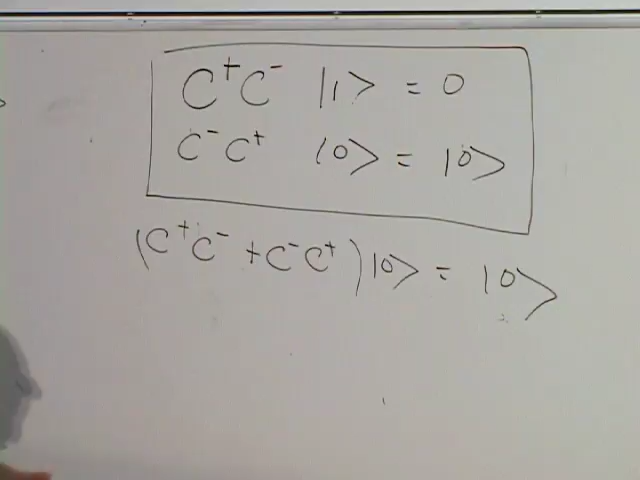 C⁺C⁻ |1> = 0
C⁻C⁺ |0> = |0>
(C⁺C⁻ + C⁻C⁺)|0> = |0>